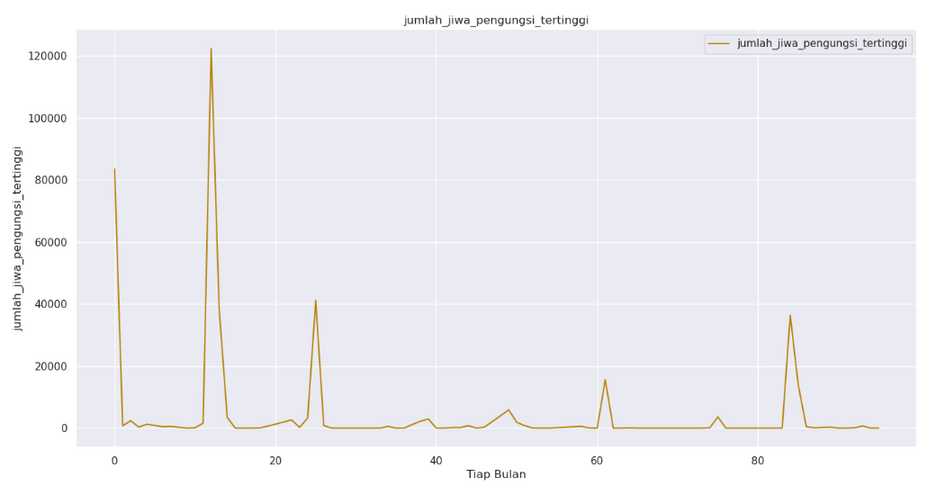 jumlah_jiwa_pengungsi_tertinggi
jumlah_jiwa_pengungsi_tertinggi
120000
100000
80000
60000
40000
20000
0
jumlah_jiwa_pengungsi_tertinggi
0 20 40 60 80
Tiap Bulan